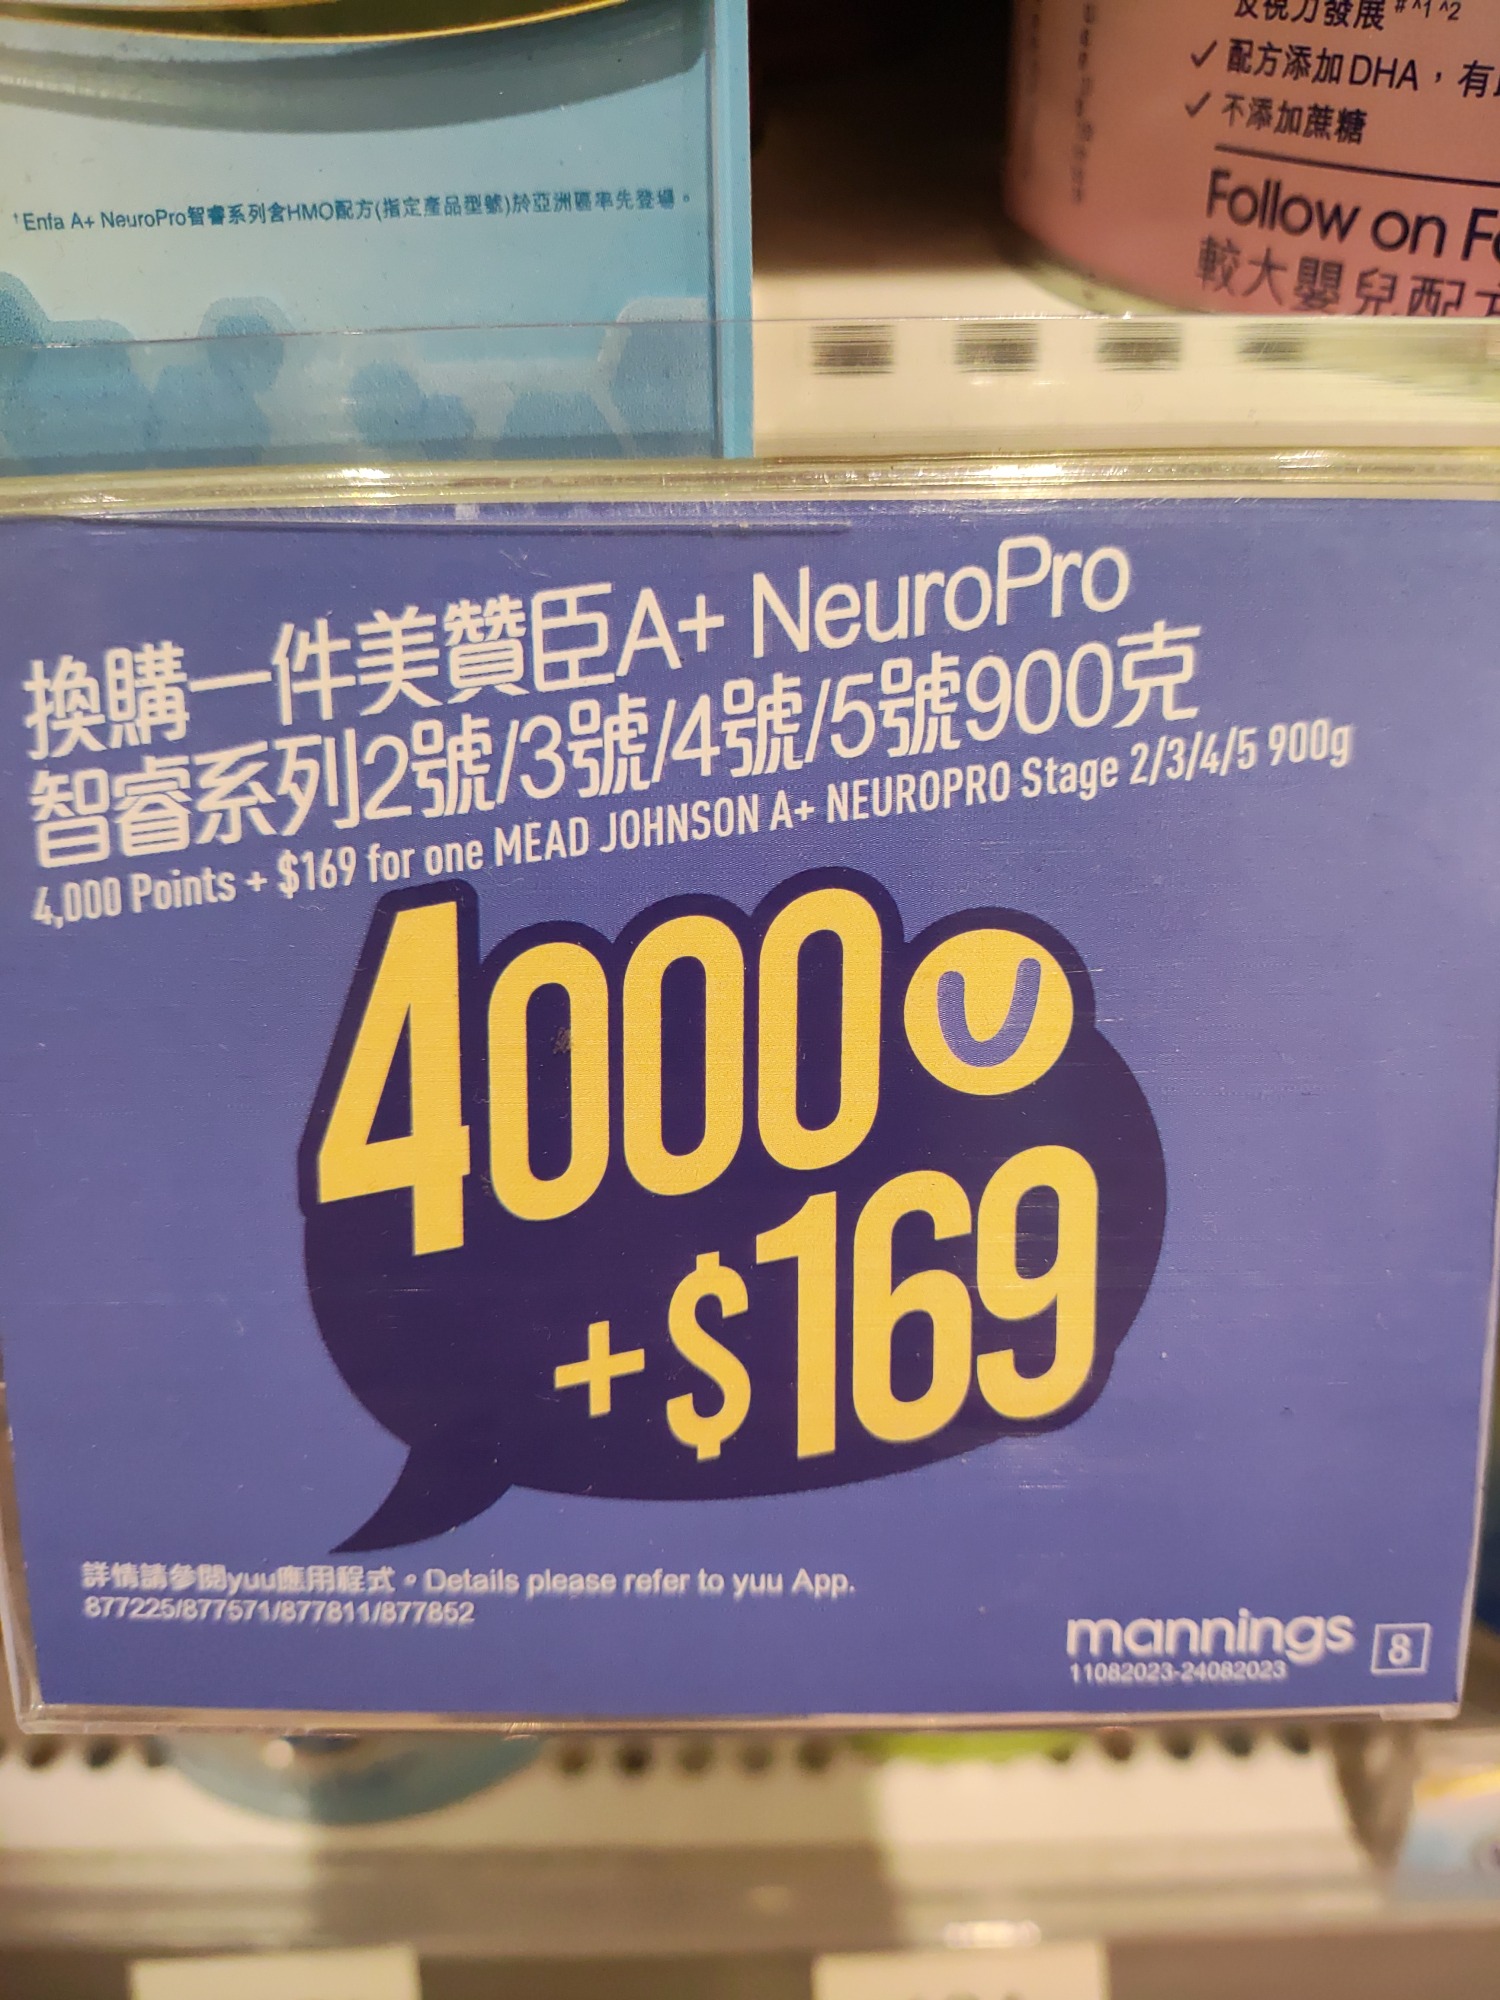 † Enfa A+ NeuroPro智睿系列含HMO配方(指定產品型號)於亞洲區率先登場。
及視力發展 # ^1 ^2
✓ 配方添加DHA，有
✓ 不添加蔗糖
Follow on
較大嬰兒配方
換購一件美贊臣A+ NeuroPro
智睿系列2號/3號/4號/5號900克
4,000 Points + $169 for one MEAD JOHNSON A+ NEUROPRO Stage 2/3/4/5 900g
4000 U
+$169
詳情請參閱yuu應用程式。Details please refer to yuu App.
877225/877571/877811/877852
mannings 8
11082023-24082023